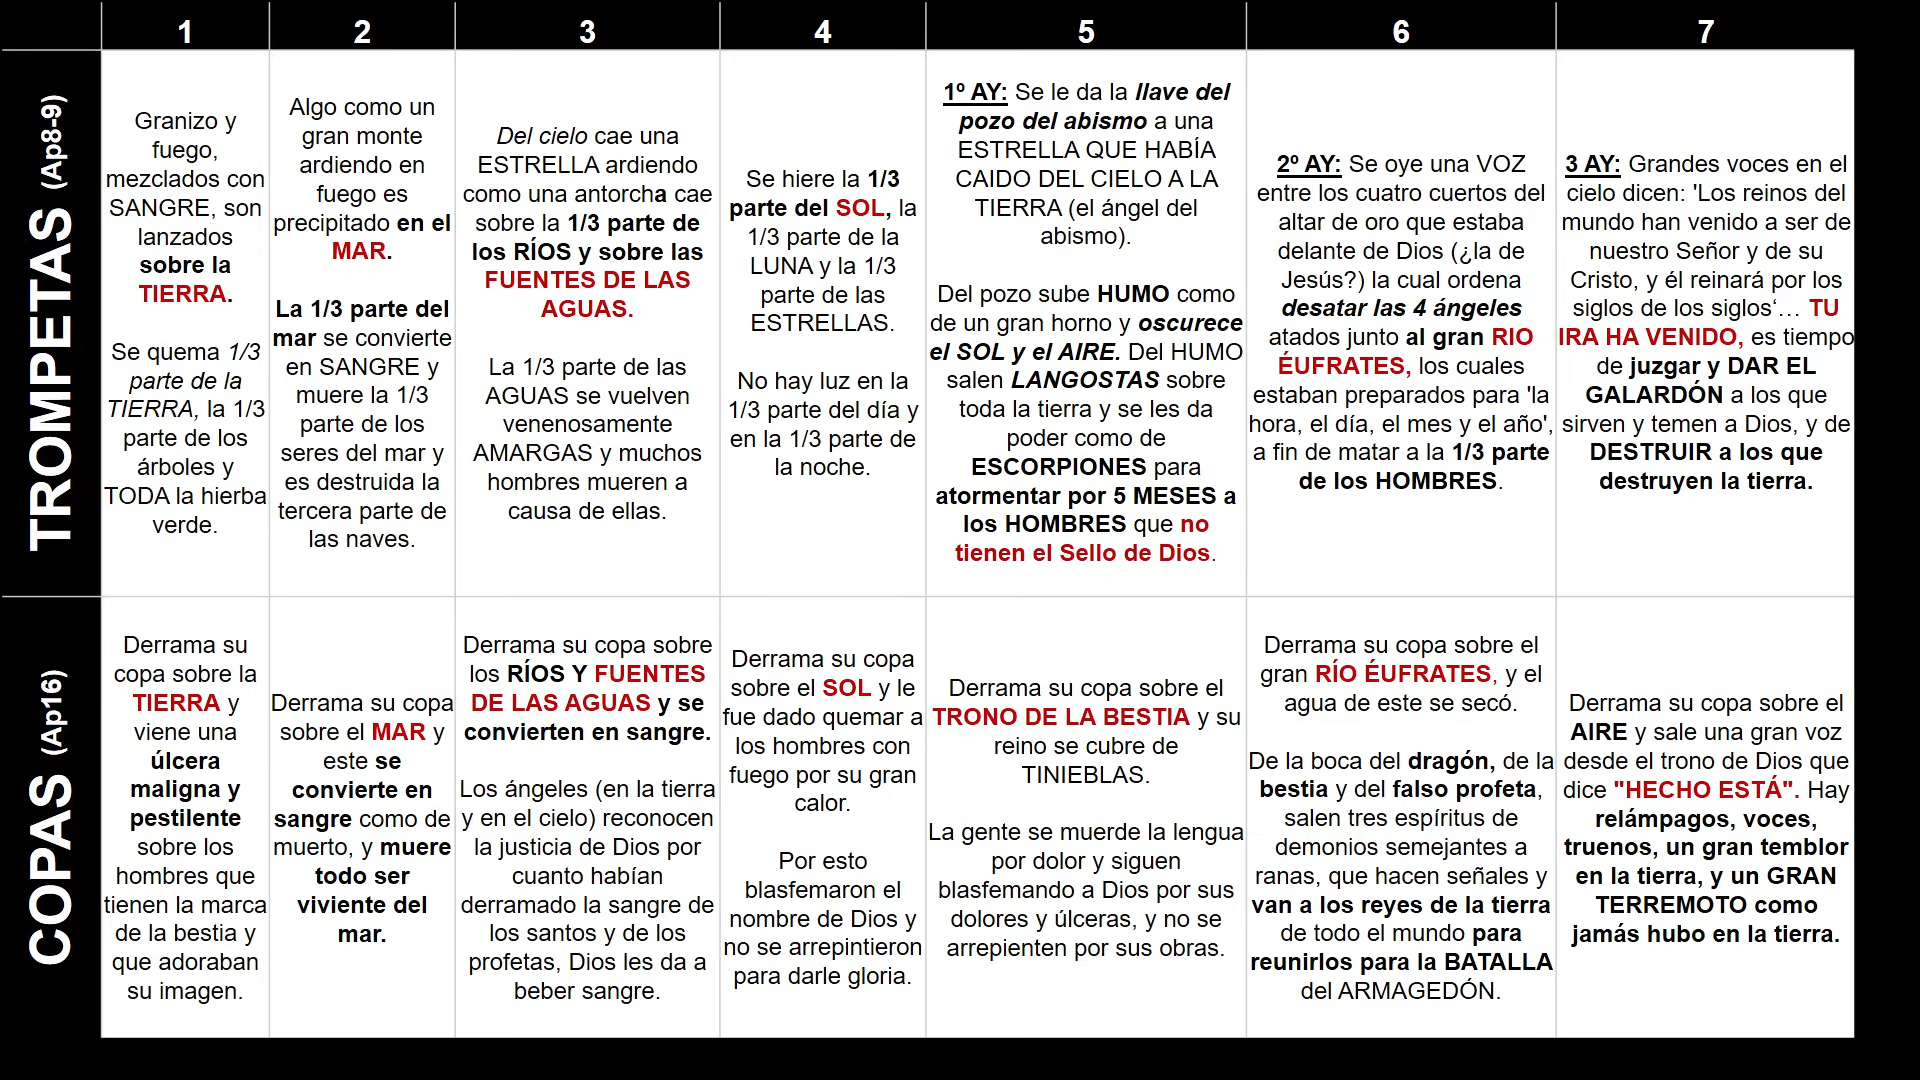 1
2
3
4
5
6
7
TROMPETAS (Ap8-9)
Granizo y
fuego,
mezclados con
SANGRE, son
lanzados
sobre la
TIERRA.
Se quema 1/3
parte de la
TIERRA, la 1/3
parte de los
árboles y
TODA la hierba
verde.
Algo como un
gran monte
ardiendo en
fuego es
precipitado en el
MAR.
La 1/3 parte del
mar se convierte
en SANGRE y
muere la 1/3
parte de los
seres del mar y
es destruida la
tercera parte de
las naves.
Del cielo cae una
ESTRELLA ardiendo
como una antorcha cae
sobre la 1/3 parte de
los RÍOS y sobre las
FUENTES DE LAS
AGUAS.
La 1/3 parte de las
AGUAS se vuelven
venenosamente
AMARGAS y muchos
hombres mueren a
causa de ellas.
Se hiere la 1/3
parte del SOL, la
1/3 parte de la
LUNA y la 1/3
parte de las
ESTRELLAS.
No hay luz en la
1/3 parte del día y
en la 1/3 parte de
la noche.
1º AY: Se le da la llave del
pozo del abismo a una
ESTRELLA QUE HABÍA
CAIDO DEL CIELO A LA
TIERRA (el ángel del
abismo).
Del pozo sube HUMO como
de un gran horno y oscurece
el SOL y el AIRE. Del HUMO
salen LANGOSTAS sobre
toda la tierra y se les da
poder como de
ESCORPIONES para
atormentar por 5 MESES a
los HOMBRES que no
tienen el Sello de Dios.
2º AY: Se oye una VOZ
entre los cuatro cuertos del
altar de oro que estaba
delante de Dios (¿la de
Jesús?) la cual ordena
desatar las 4 ángeles
atados junto al gran RIO
ÉUFRATES, los cuales
estaban preparados para 'la
hora, el día, el mes y el año',
a fin de matar a la 1/3 parte
de los HOMBRES.
3 AY: Grandes voces en el
cielo dicen: 'Los reinos del
mundo han venido a ser de
nuestro Señor y de su
Cristo, y él reinará por los
siglos de los siglos‘… TU
IRA HA VENIDO, es tiempo
de juzgar y DAR EL
GALARDÓN a los que
sirven y temen a Dios, y de
DESTRUIR a los que
destruyen la tierra.
COPAS (Ap16)
Derrama su
copa sobre la
TIERRA y
viene una
úlcera
maligna y
pestilente
sobre los
hombres que
tienen la marca
de la bestia y
que adoraban
su imagen.
Derrama su copa
sobre el MAR y
este se
convierte en
sangre como de
muerto, y muere
todo ser
viviente del
mar.
Derrama su copa sobre
los RÍOS Y FUENTES
DE LAS AGUAS y se
convierten en sangre.
Los ángeles (en la tierra
y en el cielo) reconocen
la justicia de Dios por
cuanto habían
derramado la sangre de
los santos y de los
profetas, Dios les da a
beber sangre.
Derrama su copa
sobre el SOL y le
fue dado quemar a
los hombres con
fuego por su gran
calor.
Por esto
blasfemaron el
nombre de Dios y
no se arrepintieron
para darle gloria.
Derrama su copa sobre el
TRONO DE LA BESTIA y su
reino se cubre de
TINIEBLAS.
La gente se muerde la lengua
por dolor y siguen
blasfemando a Dios por sus
dolores y úlceras, y no se
arrepienten por sus obras.
Derrama su copa sobre el
gran RÍO ÉUFRATES, y el
agua de este se secó.
De la boca del dragón, de la
bestia y del falso profeta,
salen tres espíritus de
demonios semejantes a
ranas, que hacen señales y
van a los reyes de la tierra
de todo el mundo para
reunirlos para la BATALLA
del ARMAGEDÓN.
Derrama su copa sobre el
AIRE y sale una gran voz
desde el trono de Dios que
dice "HECHO ESTÁ". Hay
relámpagos, voces,
truenos, un gran temblor
en la tierra, y un GRAN
TERREMOTO como
jamás hubo en la tierra.